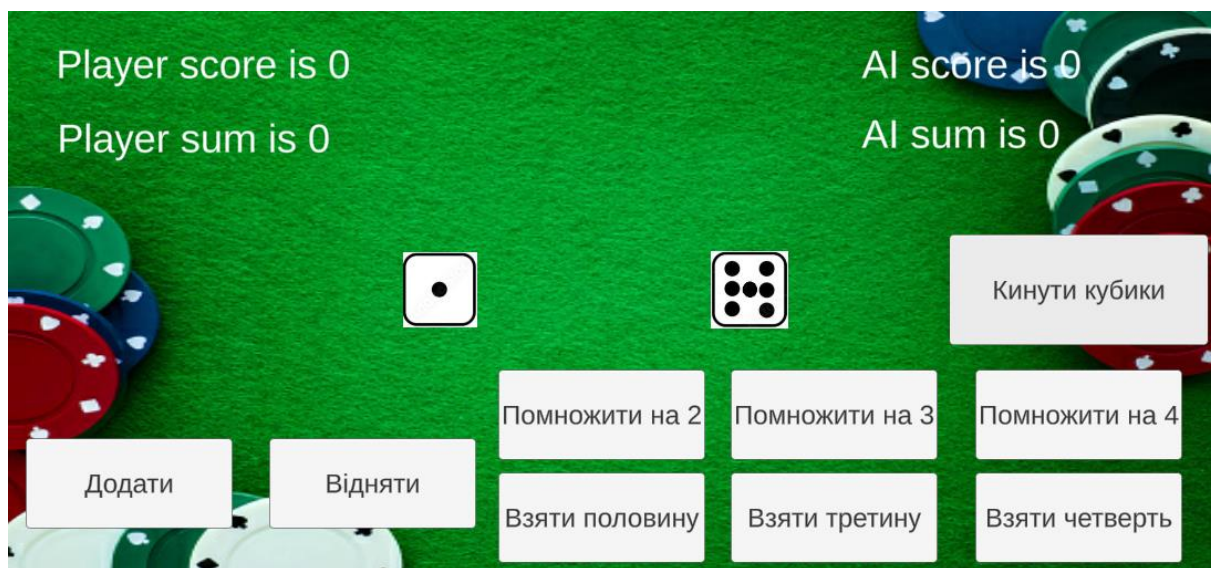 Player score is 0
AI score is 0
Player sum is 0
AI sum is 0
Кинути кубики
Помножити на 2
Помножити на 3
Помножити на 4
Додати
Відняти
Взяти половину
Взяти третину
Взяти четверть